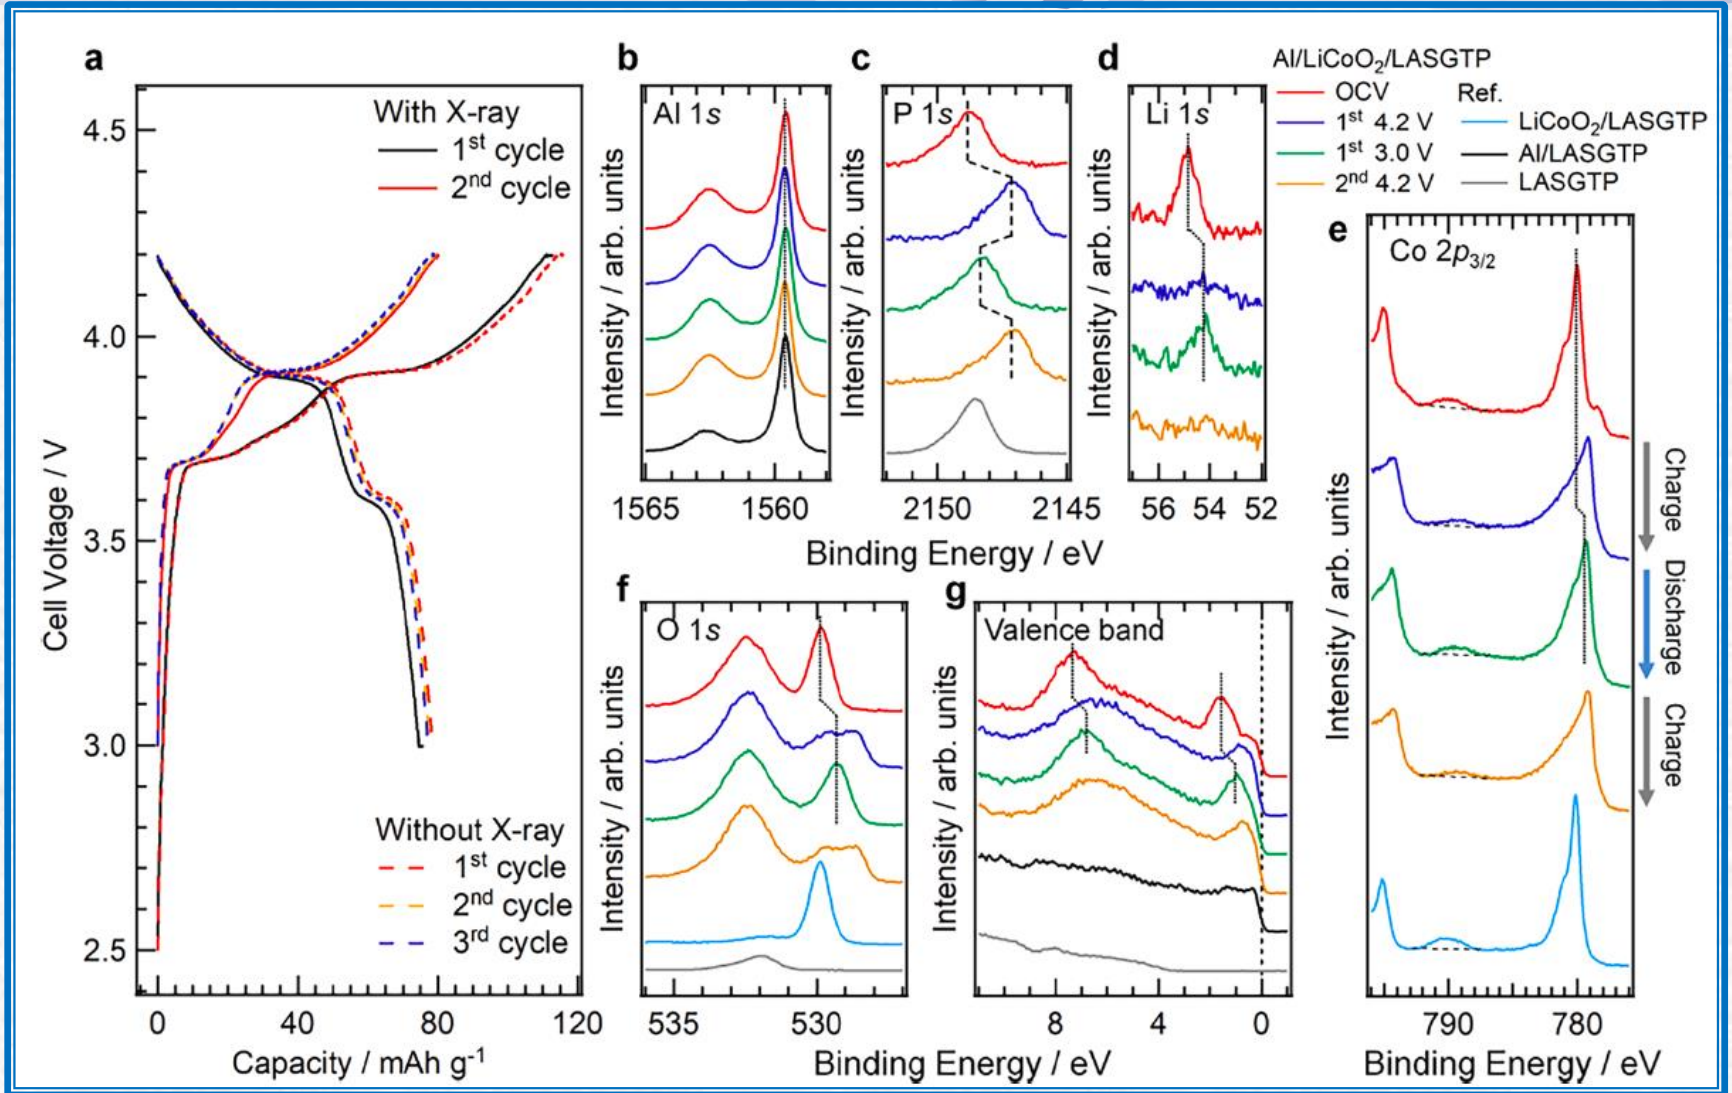 a
With X-ray
1st cycle
2nd cycle
Without X-ray
1st cycle
2nd cycle
3rd cycle
4.5
4.0
3.5
3.0
2.5
Cell Voltage / V
0 40 80 120
Capacity / mAh g-1
b
Al 1s
Intensity / arb. units
1565 1560
c
P 1s
Intensity / arb. units
2150 2145
d
Li 1s
Intensity / arb. units
56 54 52
Binding Energy / eV
Al/LiCoO2/LASGTP
OCV
1st 4.2 V
1st 3.0 V
2nd 4.2 V
Ref.
LiCoO2/LASGTP
Al/LASGTP
LASGTP
e
Co 2p3/2
Intensity / arb. units
Charge
Discharge
Charge
790 780
Binding Energy / eV
f
O 1s
Intensity / arb. units
535 530
g
Valence band
Intensity / arb. units
8 4 0
Binding Energy / eV